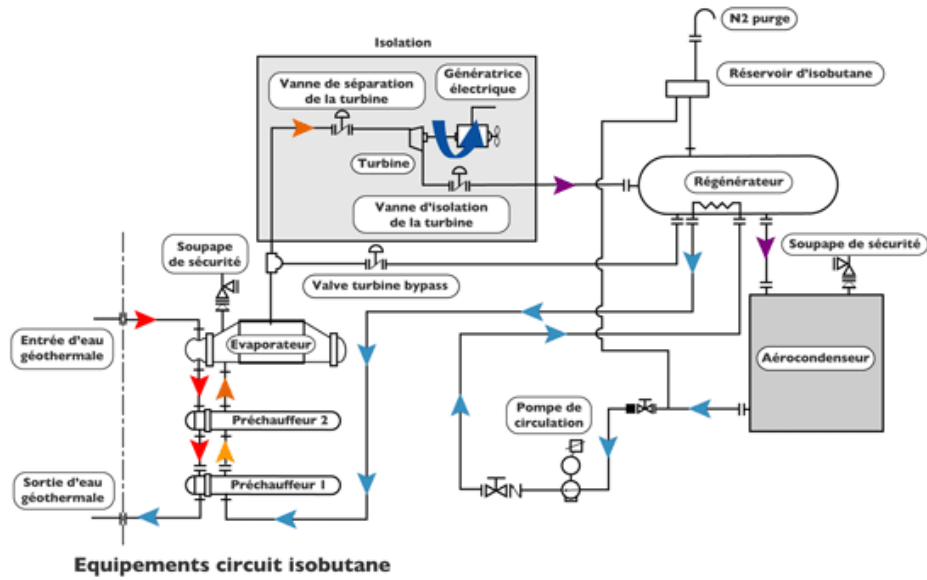 N2 purge
Isolation
Réservoir d'isobutane
Vanne de séparation
de la turbine
Génératrice
électrique
Turbine
Régénérateur
Vanne d'isolation
de la turbine
Soupape
de sécurité
Soupape de sécurité
Valve turbine bypass
Entrée d'eau
géothermale
Evaporateur
Aérocondenseur
Préchauffeur 2
Pompe de
circulation
Sortie d'eau
géothermale
Préchauffeur 1
Equipements circuit isobutane